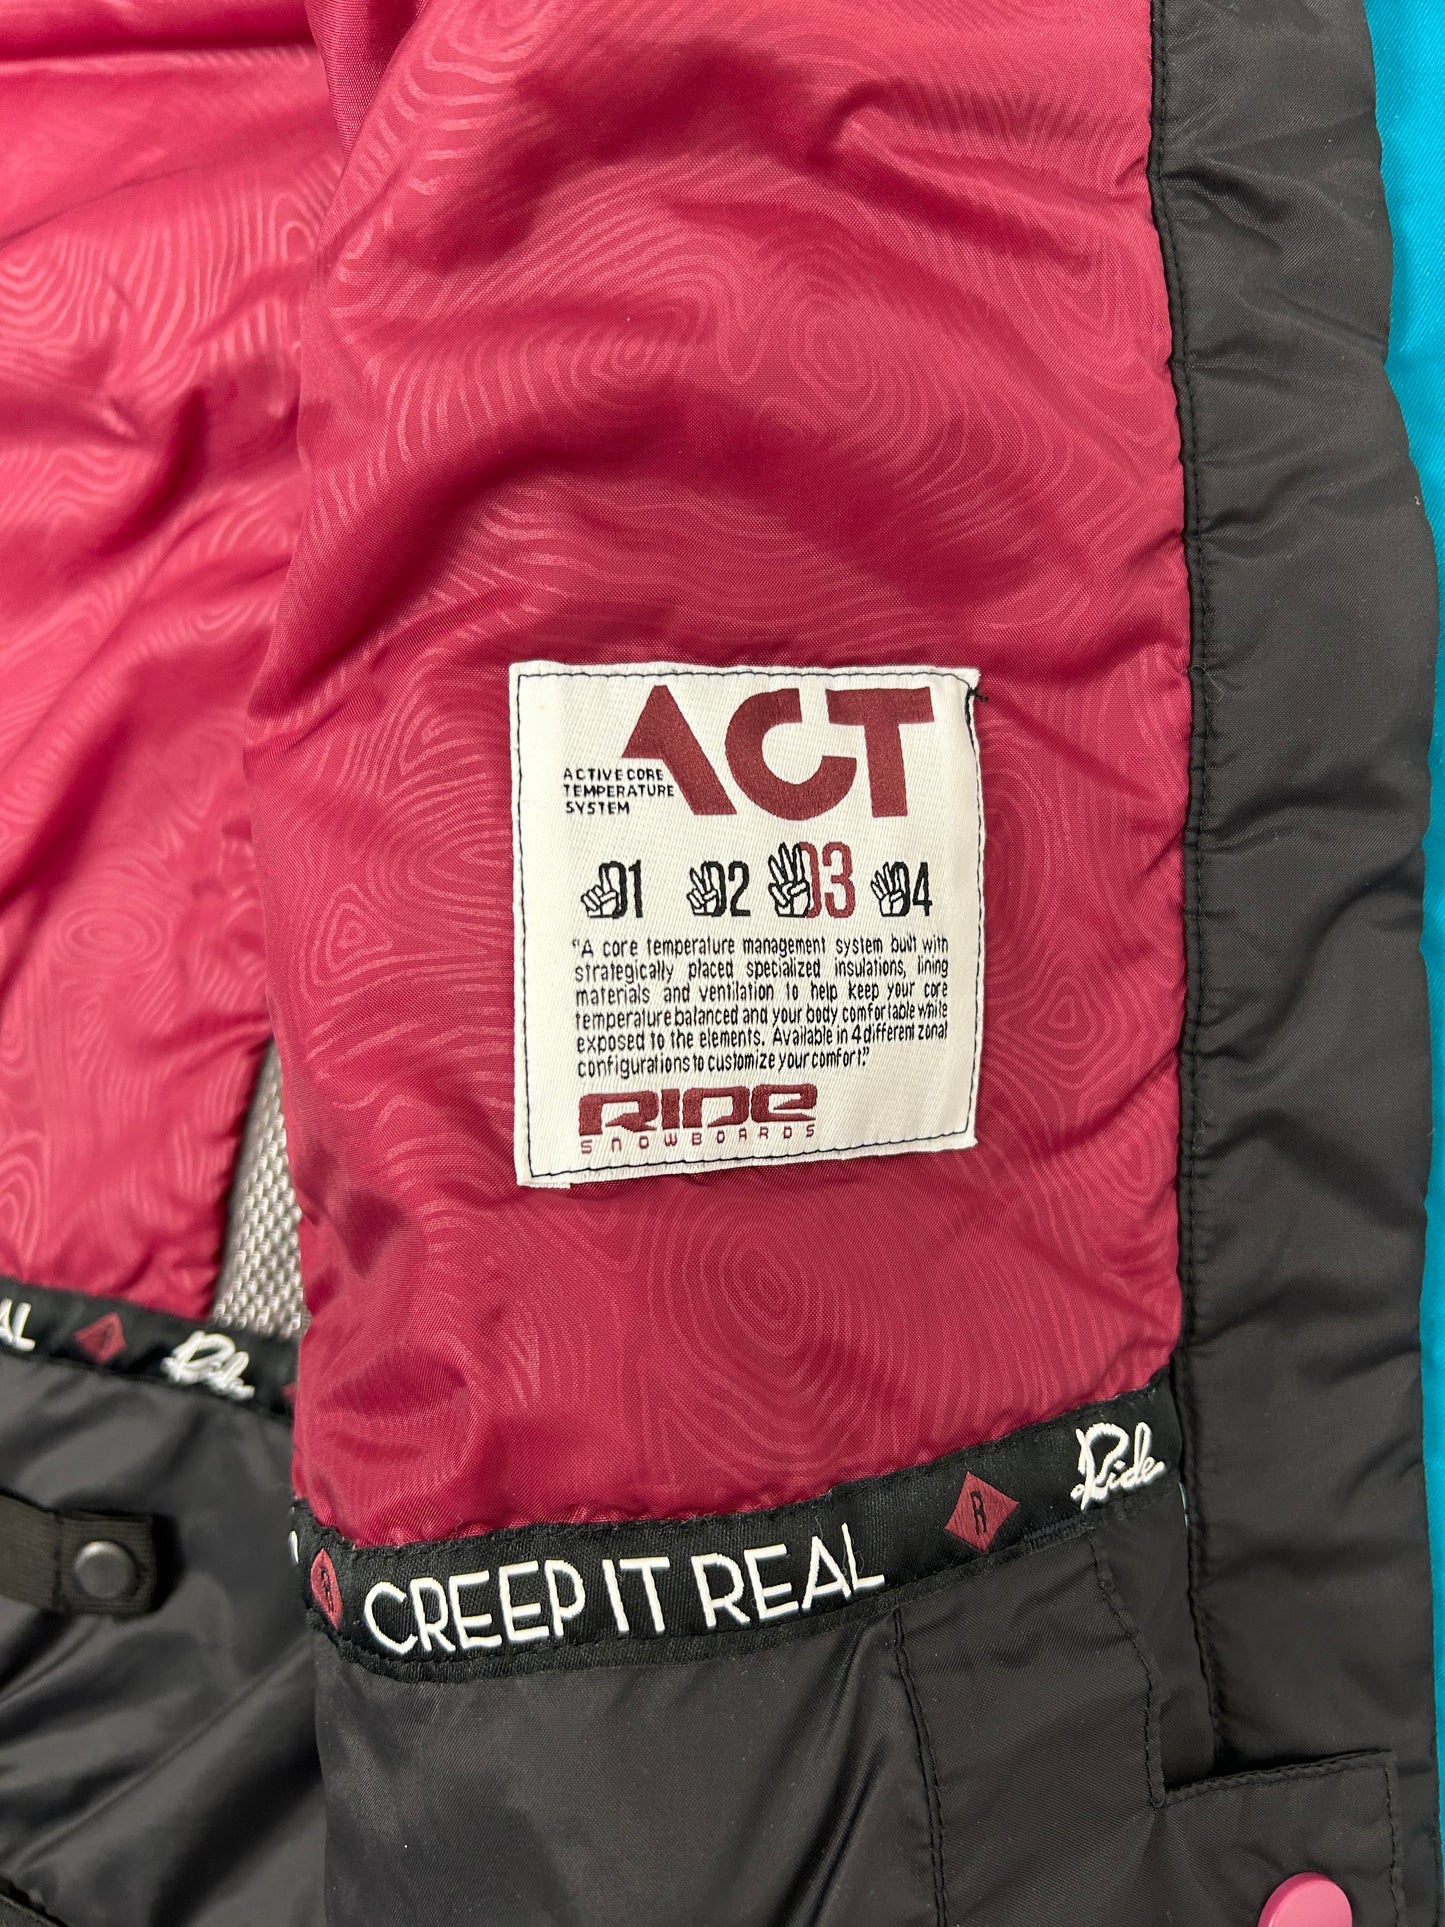 ACT
ACTIVE CORE
TEMPERATURE
SYSTEM
01 02 03 04
"A core temperature management system built with
strategically placed specialized insulations, lining
materials and ventilation to help keep your core
temperature balanced and your body comfortable while
exposed to the elements. Available in 4 different zonal
configurations to customize your comfort."
RIDE
SNOWBOARDS
AL Ride
CREEP IT REAL R Ride